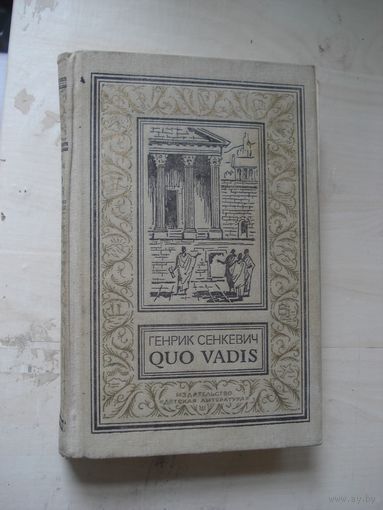 ГЕНРИК СЕНКЕВИЧ
QUO VADIS
ИЗДАТЕЛЬСТВО
«ДЕТСКАЯ ЛИТЕРАТУРА»
www.ay.by